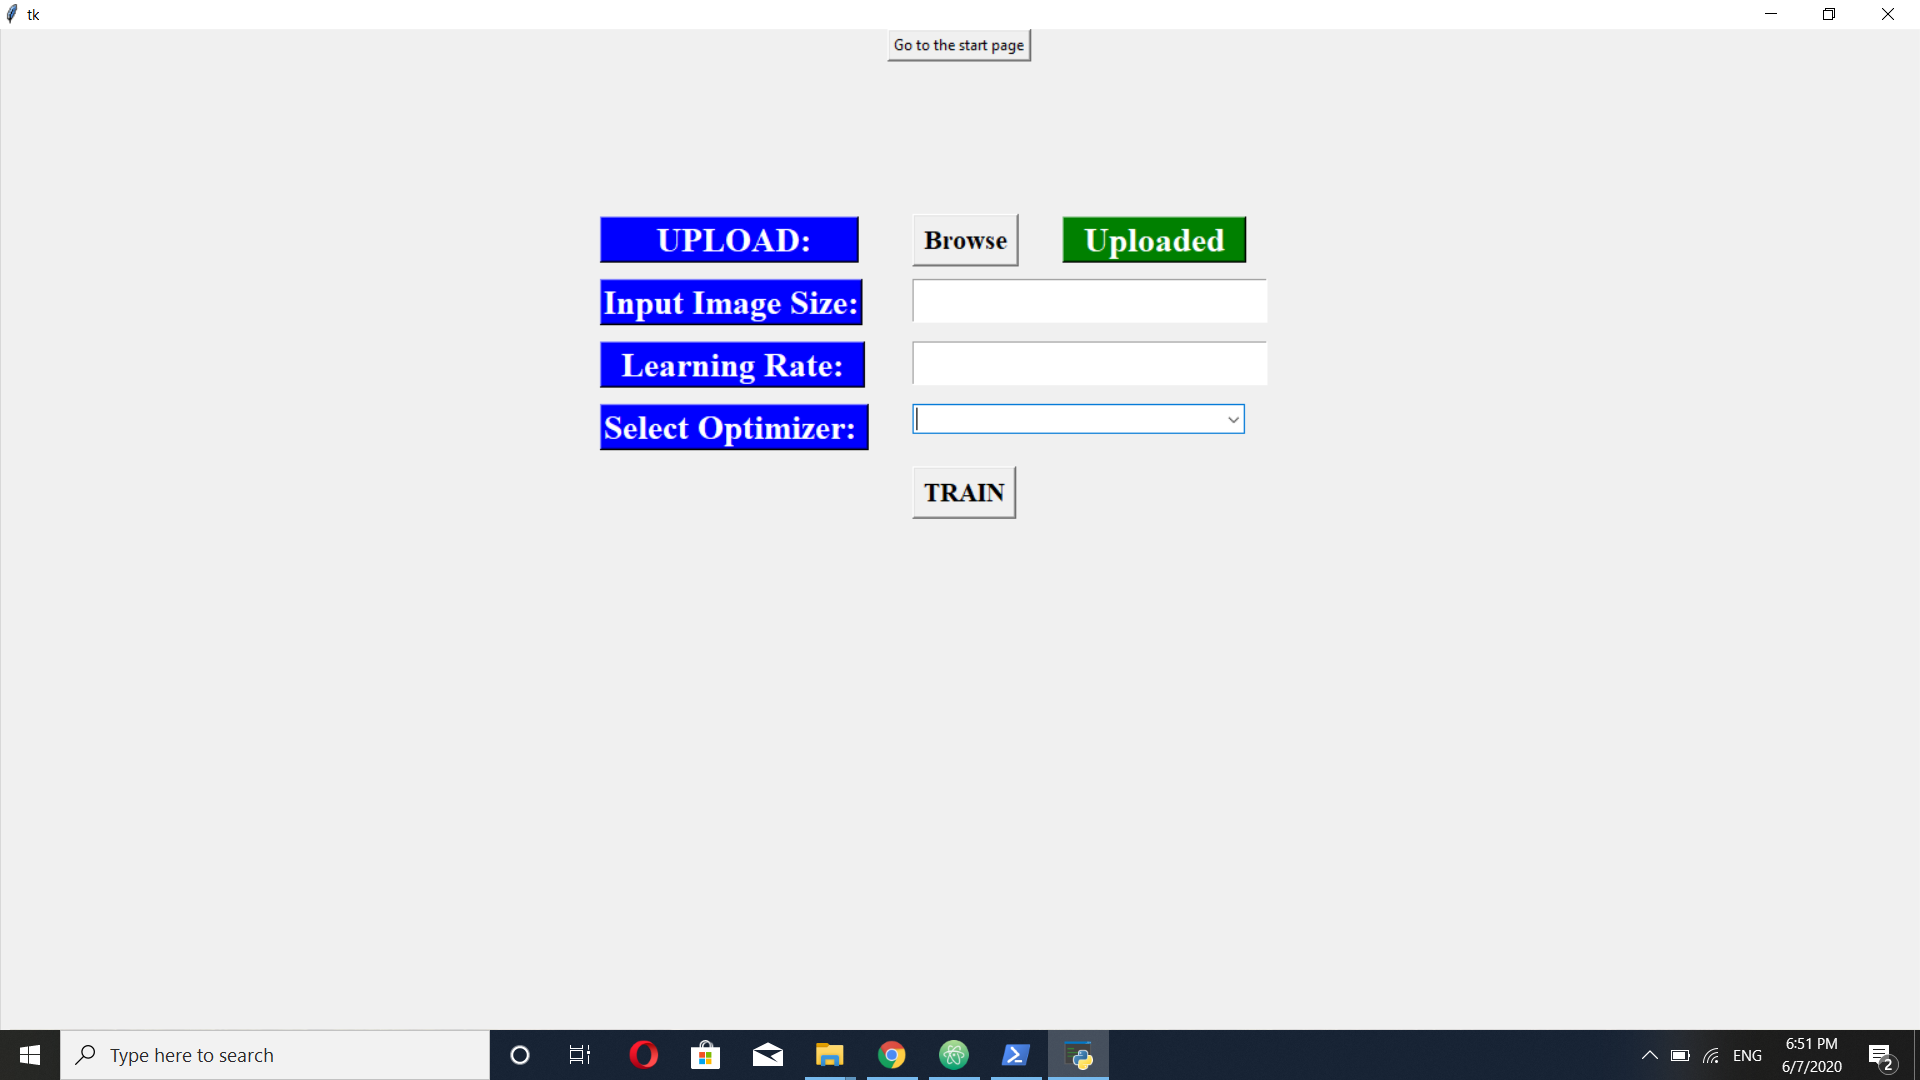 tk
Go to the start page
UPLOAD:
Browse
Uploaded
Input Image Size:
Learning Rate:
Select Optimizer:
TRAIN
Type here to search
ENG
6:51 PM
6/7/2020
2